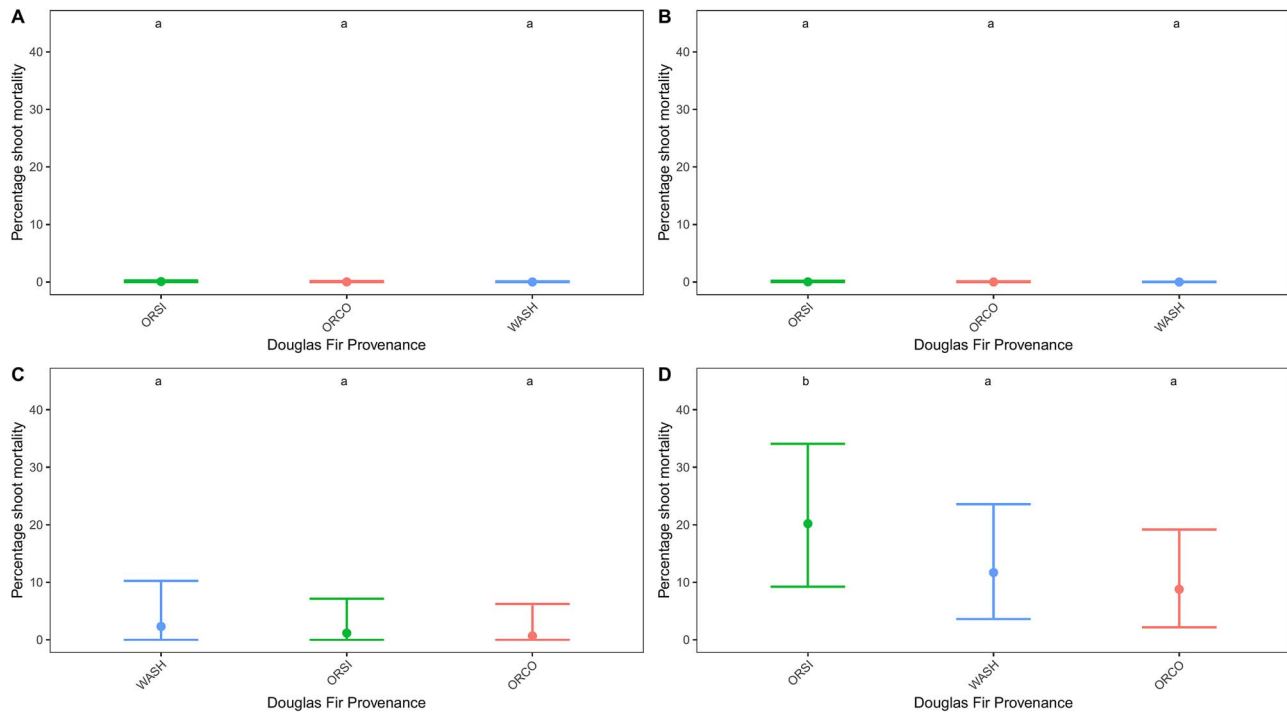 A
a a a
Percentage shoot mortality
40
30
20
10
0
ORSI ORCO WASH
Douglas Fir Provenance
B
a a a
Percentage shoot mortality
40
30
20
10
0
ORSI ORCO WASH
Douglas Fir Provenance
C
a a a
Percentage shoot mortality
40
30
20
10
0
WASH ORSI ORCO
Douglas Fir Provenance
D
b a a
Percentage shoot mortality
40
30
20
10
0
ORSI WASH ORCO
Douglas Fir Provenance